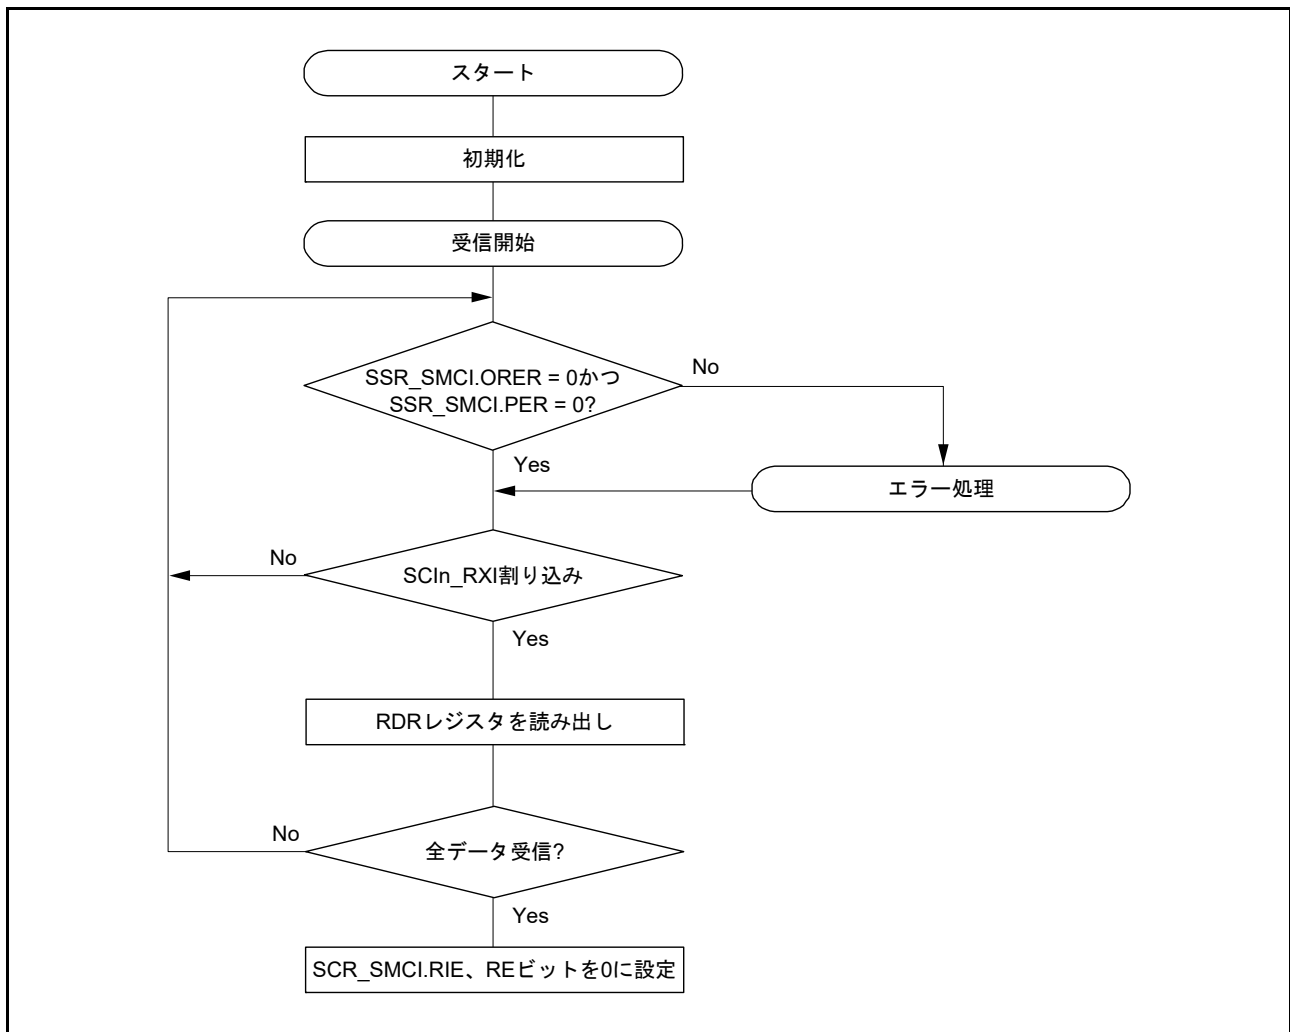 スタート
初期化
受信開始
SSR_SMCI.ORER = 0かつ
SSR_SMCI.PER = 0?
No
Yes
エラー処理
No
SCIn_RXI割り込み
Yes
RDRレジスタを読み出し
No
全データ受信?
Yes
SCR_SMCI.RIE、REビットを0に設定